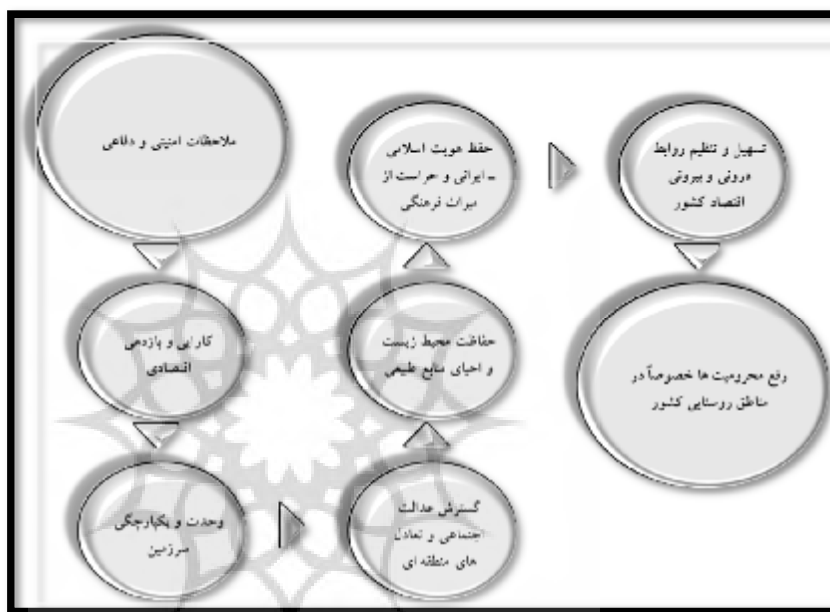 ملاحظات امنیتی و دفاعی
کارایی و بازدهی
اقتصادی
وحدت و یکپارچگی
سرزمین
گسترش عدالت
اجتماعی و تعادل
های منطقه ای
حفاظت محیط زیست
و احیای منابع طبیعی
حفظ هویت اسلامی
- ایرانی و حراست از
میراث فرهنگی
تسهیل و تنظیم روابط
درونی و بیرونی
اقتصاد کشور
رفع محرومیت ها خصوصاً در
مناطق روستایی کشور